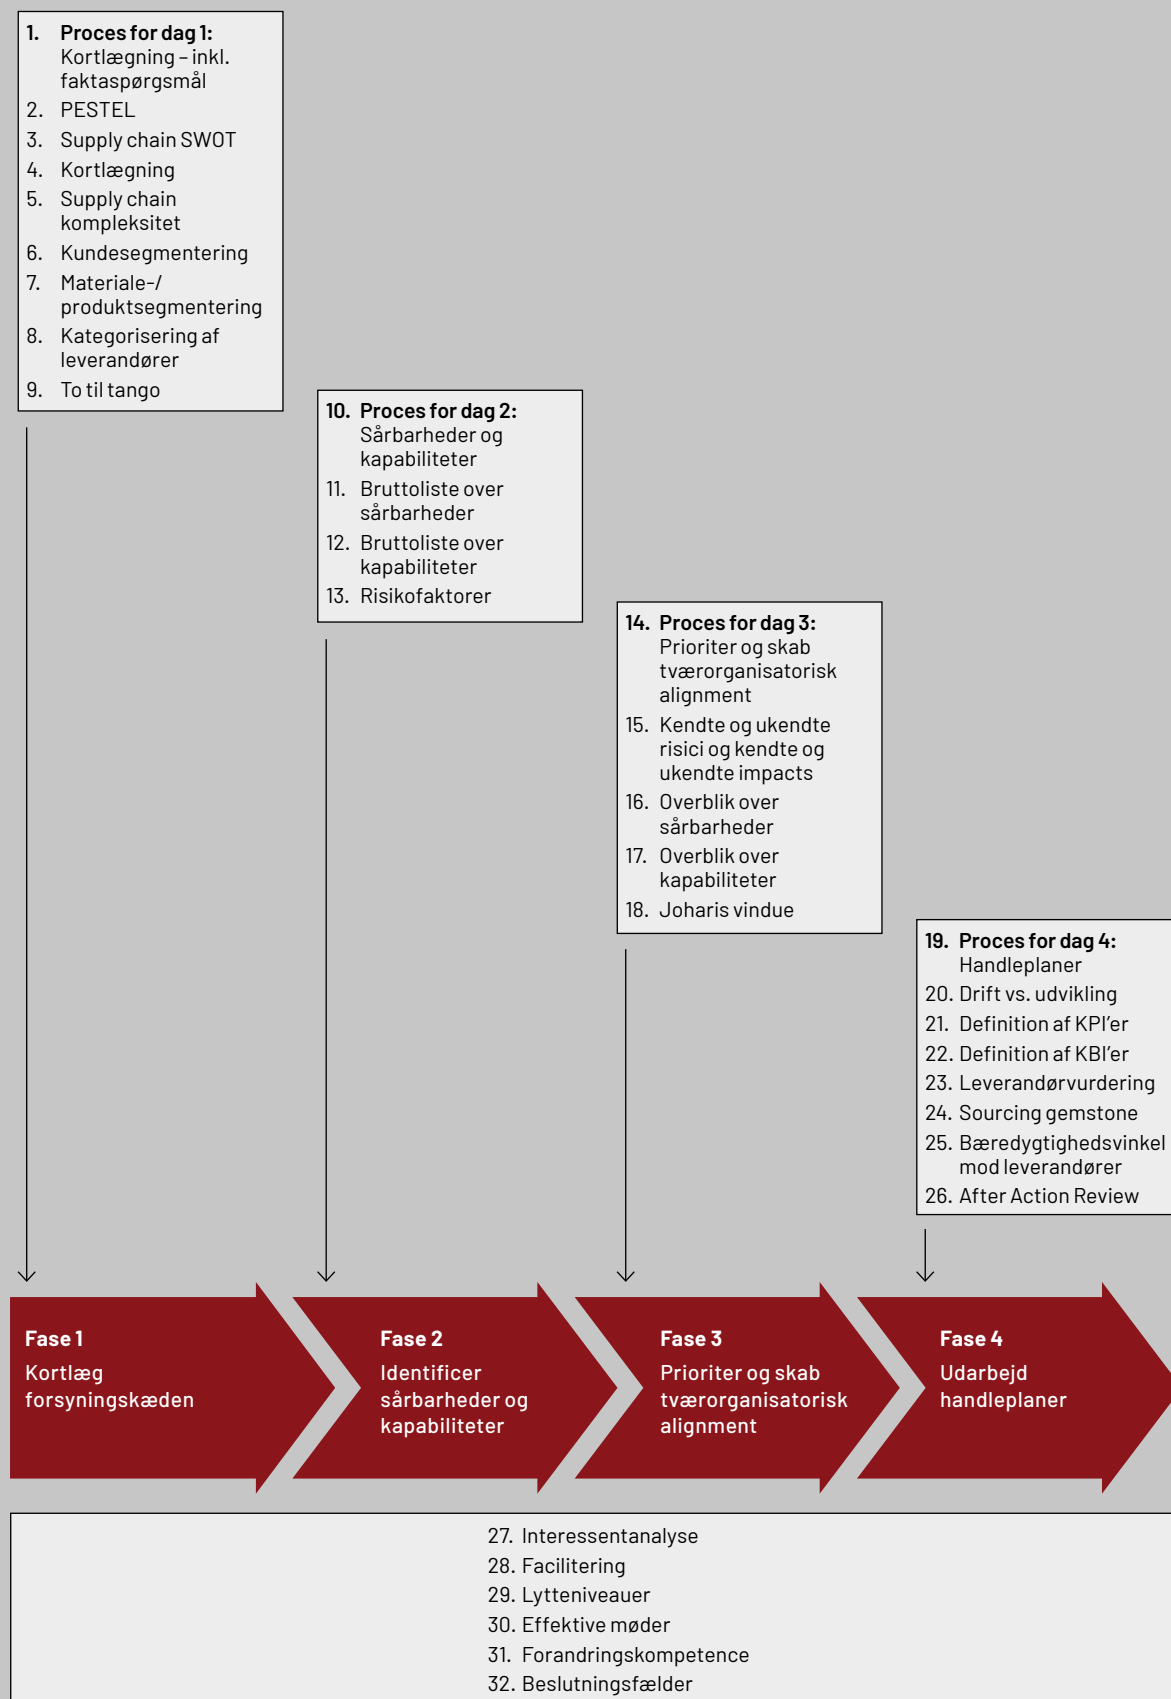 1. Proces for dag 1:
Kortlægning – inkl.
faktaspørgsmål
2. PESTEL
3. Supply chain SWOT
4. Kortlægning
5. Supply chain
kompleksitet
6. Kundesegmentering
7. Materiale-/
produktsegmentering
8. Kategorisering af
leverandører
9. To til tango
10. Proces for dag 2:
Sårbarheder og
kapabiliteter
11. Bruttoliste over
sårbarheder
12. Bruttoliste over
kapabiliteter
13. Risikofaktorer
14. Proces for dag 3:
Prioriter og skab
tværorganisatorisk
alignment
15. Kendte og ukendte
risici og kendte og
ukendte impacts
16. Overblik over
sårbarheder
17. Overblik over
kapabiliteter
18. Joharis vindue
19. Proces for dag 4:
Handleplaner
20. Drift vs. udvikling
21. Definition af KPI’er
22. Definition af KBI’er
23. Leverandørvurdering
24. Sourcing gemstone
25. Bæredygtighedsvinkel
mod leverandører
26. After Action Review
Fase 1
Kortlæg
forsyningskæden
Fase 2
Identificer
sårbarheder og
kapabiliteter
Fase 3
Prioriter og skab
tværorganisatorisk
alignment
Fase 4
Udarbejd
handleplaner
27. Interessentanalyse
28. Facilitering
29. Lytteniveauer
30. Effektive møder
31. Forandringskompetence
32. Beslutningsfælder